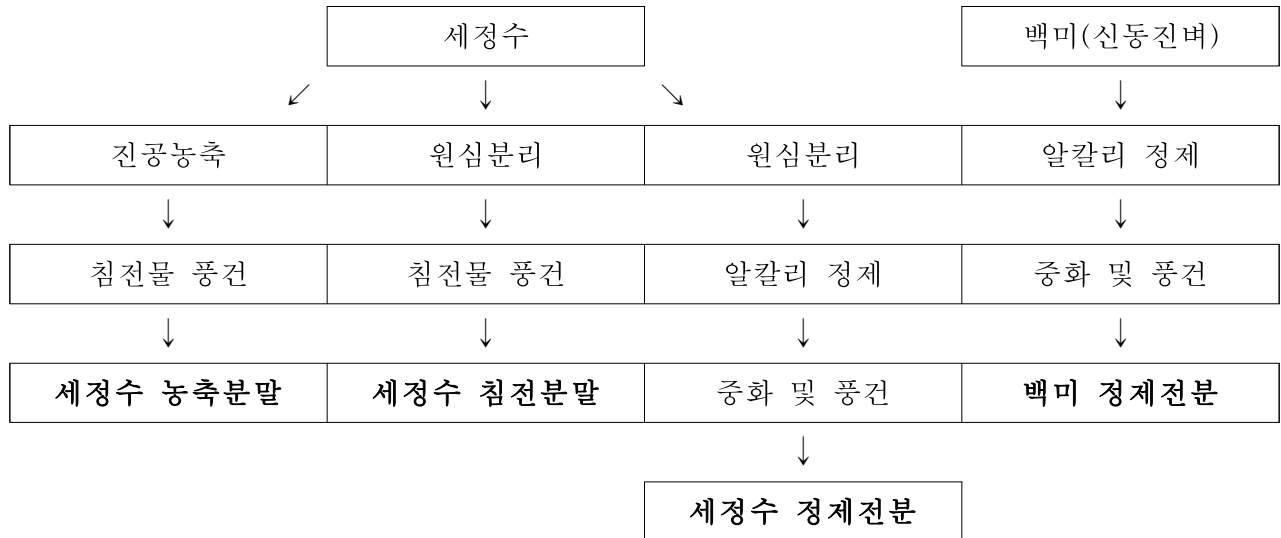 세정수 백미(신동진벼)
↙ ↓ ↘ ↓
진공농축 원심분리 원심분리 알칼리 정제
↓ ↓ ↓ ↓
침전물 풍건 침전물 풍건 알칼리 정제 중화 및 풍건
↓ ↓ ↓ ↓
세정수 농축분말 세정수 침전분말 중화 및 풍건 백미 정제전분
↓
세정수 정제전분